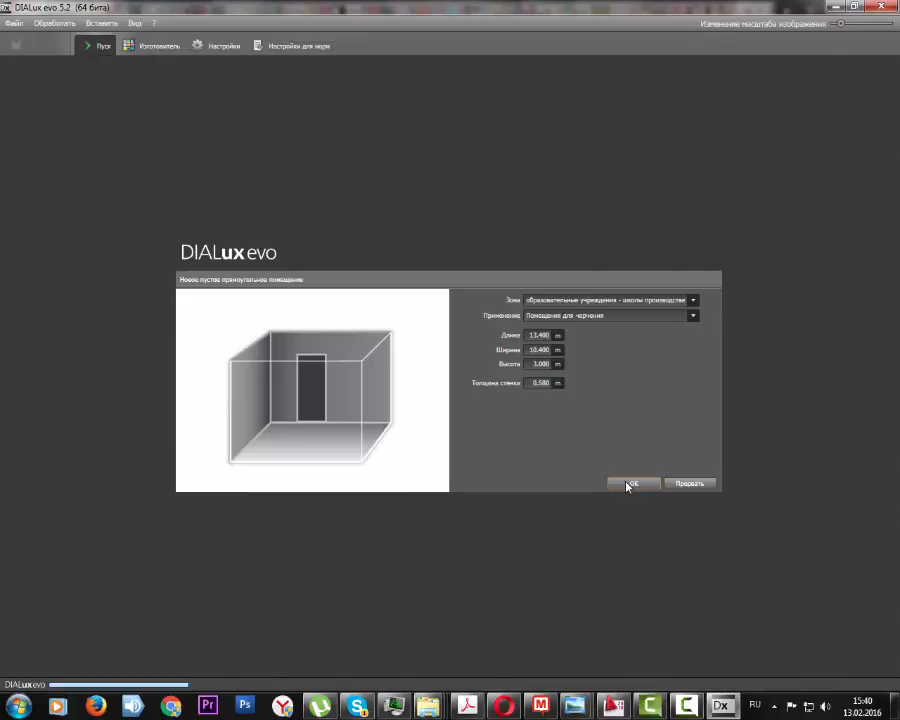 DIALux evo 5.2 (64 бита)
Файл Обработать Вставить Вид ?
Изменение масштаба изображения
Пуск Изготовитель Настройки Настройки для норм
DIALux evo
Новое пустое прямоугольное помещение
Зона образовательные учреждения - школы производстве
Применение Помещения для черчения
Длина 13.400 m
Ширина 10.400 m
Высота 3.000 m
Толщина стенки 0.580 m
OK Прервать
DIALux evo
RU
15:40
13.02.2016